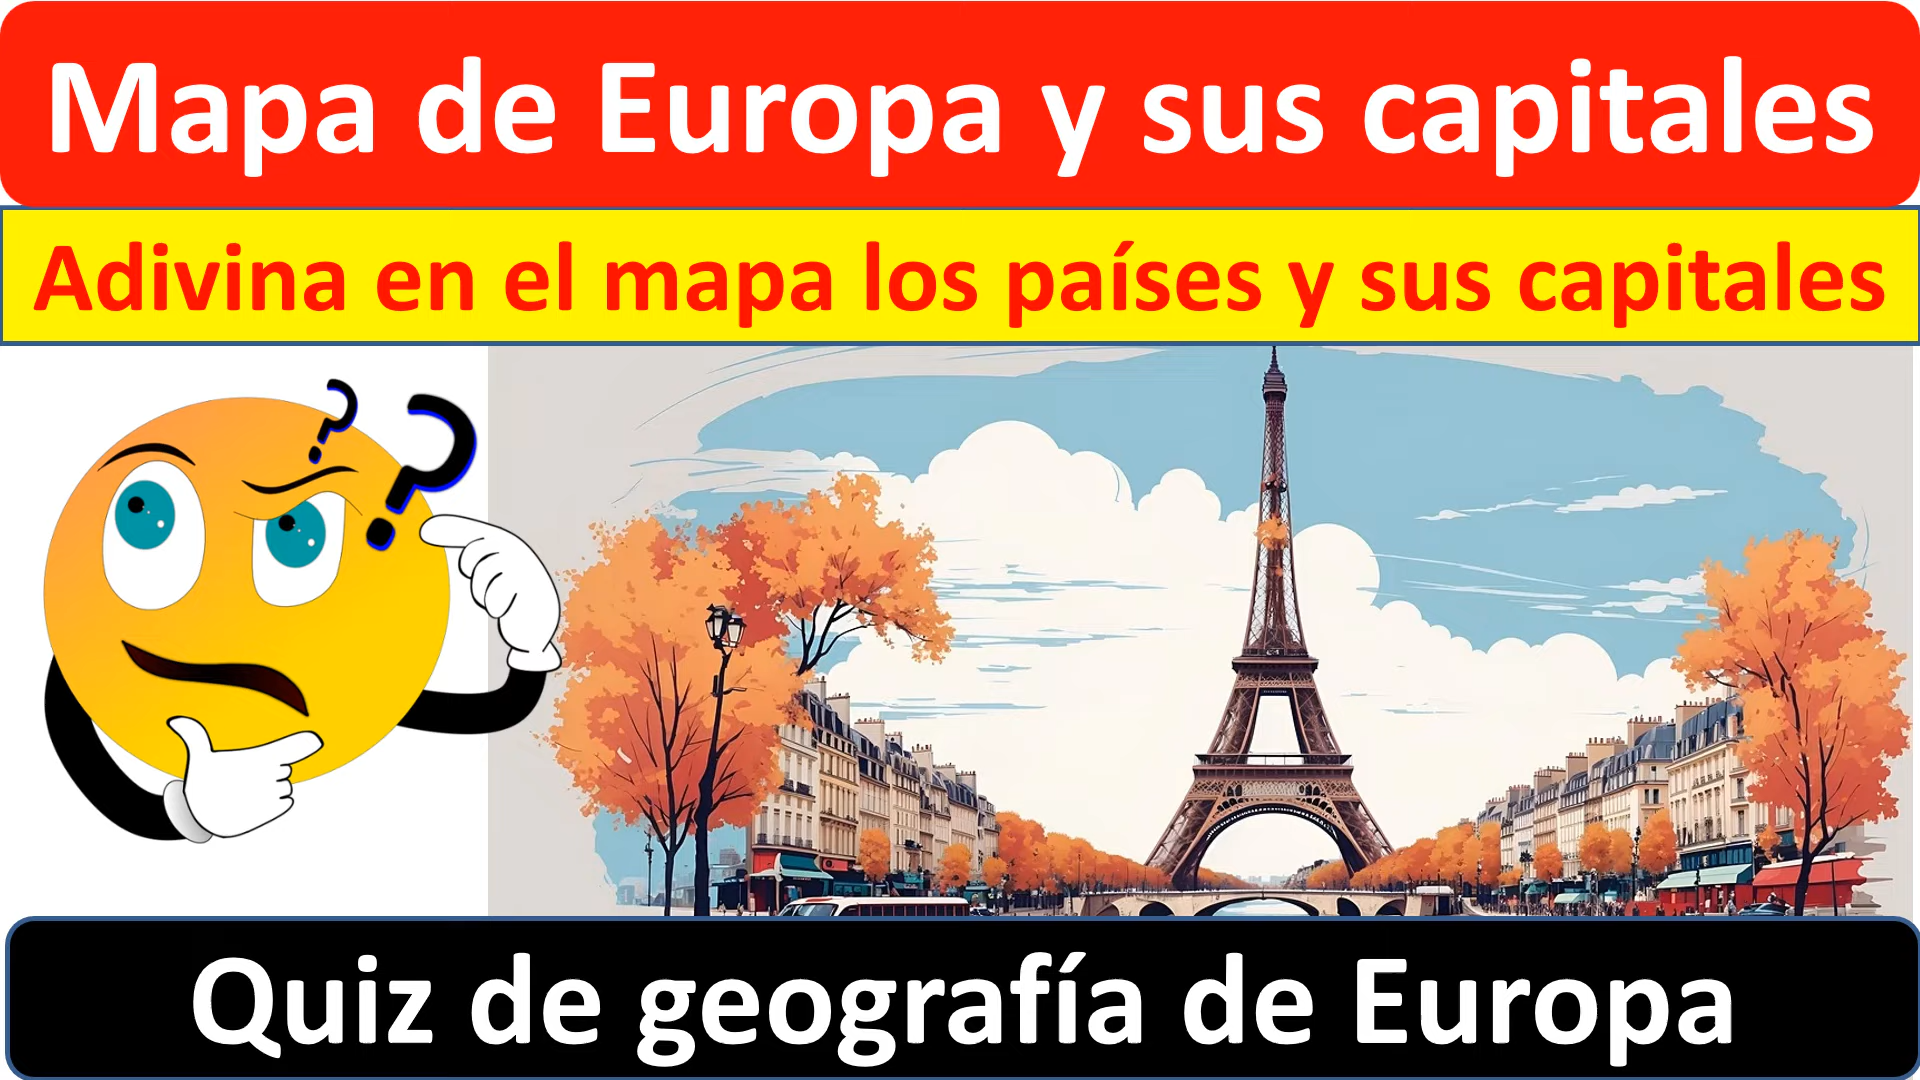 Mapa de Europa y sus capitales
Adivina en el mapa los países y sus capitales
? ?
Quiz de geografía de Europa